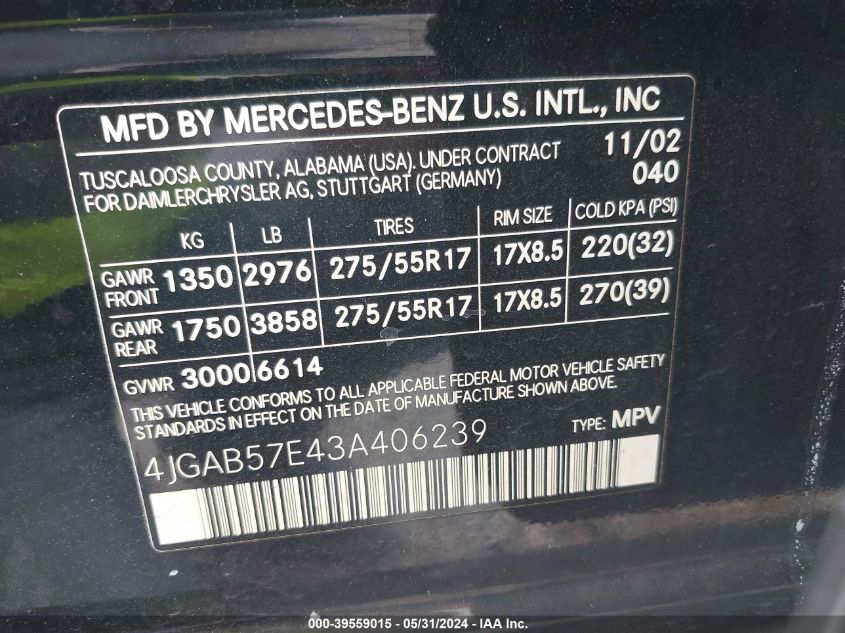 MFD BY MERCEDES-BENZ U.S. INTL., INC
TUSCALOOSA COUNTY, ALABAMA (USA). UNDER CONTRACT 11/02
FOR DAIMLERCHRYSLER AG, STUTTGART (GERMANY) 040
KG LB TIRES RIM SIZE COLD KPA (PSI)
GAWR FRONT 1350 2976 275/55R17 17X8.5 220(32)
GAWR REAR 1750 3858 275/55R17 17X8.5 270(39)
GVWR 3000 6614
THIS VEHICLE CONFORMS TO ALL APPLICABLE FEDERAL MOTOR VEHICLE SAFETY
STANDARDS IN EFFECT ON THE DATE OF MANUFACTURE SHOWN ABOVE.
4JGAB57E43A406239 TYPE: MPV
000-39559015 - 05/31/2024 - IAA Inc.